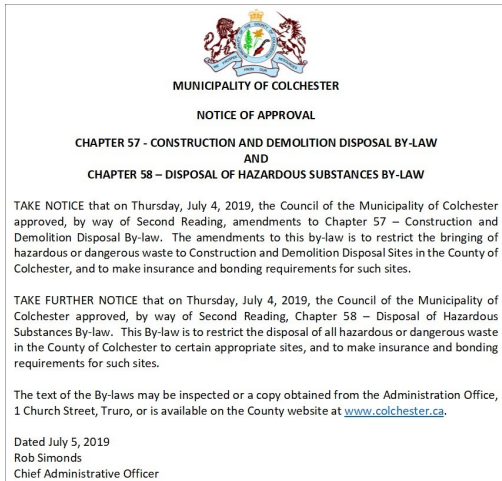 MUNICIPALITY OF COLCHESTER
NOTICE OF APPROVAL
CHAPTER 57 - CONSTRUCTION AND DEMOLITION DISPOSAL BY-LAW
AND
CHAPTER 58 – DISPOSAL OF HAZARDOUS SUBSTANCES BY-LAW
TAKE NOTICE that on Thursday, July 4, 2019, the Council of the Municipality of Colchester
approved, by way of Second Reading, amendments to Chapter 57 – Construction and
Demolition Disposal By-law. The amendments to this by-law is to restrict the bringing of
hazardous or dangerous waste to Construction and Demolition Disposal Sites in the County of
Colchester, and to make insurance and bonding requirements for such sites.
TAKE FURTHER NOTICE that on Thursday, July 4, 2019, the Council of the Municipality of
Colchester approved, by way of Second Reading, Chapter 58 – Disposal of Hazardous
Substances By-law. This By-law is to restrict the disposal of all hazardous or dangerous waste
in the County of Colchester to certain appropriate sites, and to make insurance and bonding
requirements for such sites.
The text of the By-laws may be inspected or a copy obtained from the Administration Office,
1 Church Street, Truro, or is available on the County website at www.colchester.ca.
Dated July 5, 2019
Rob Simonds
Chief Administrative Officer